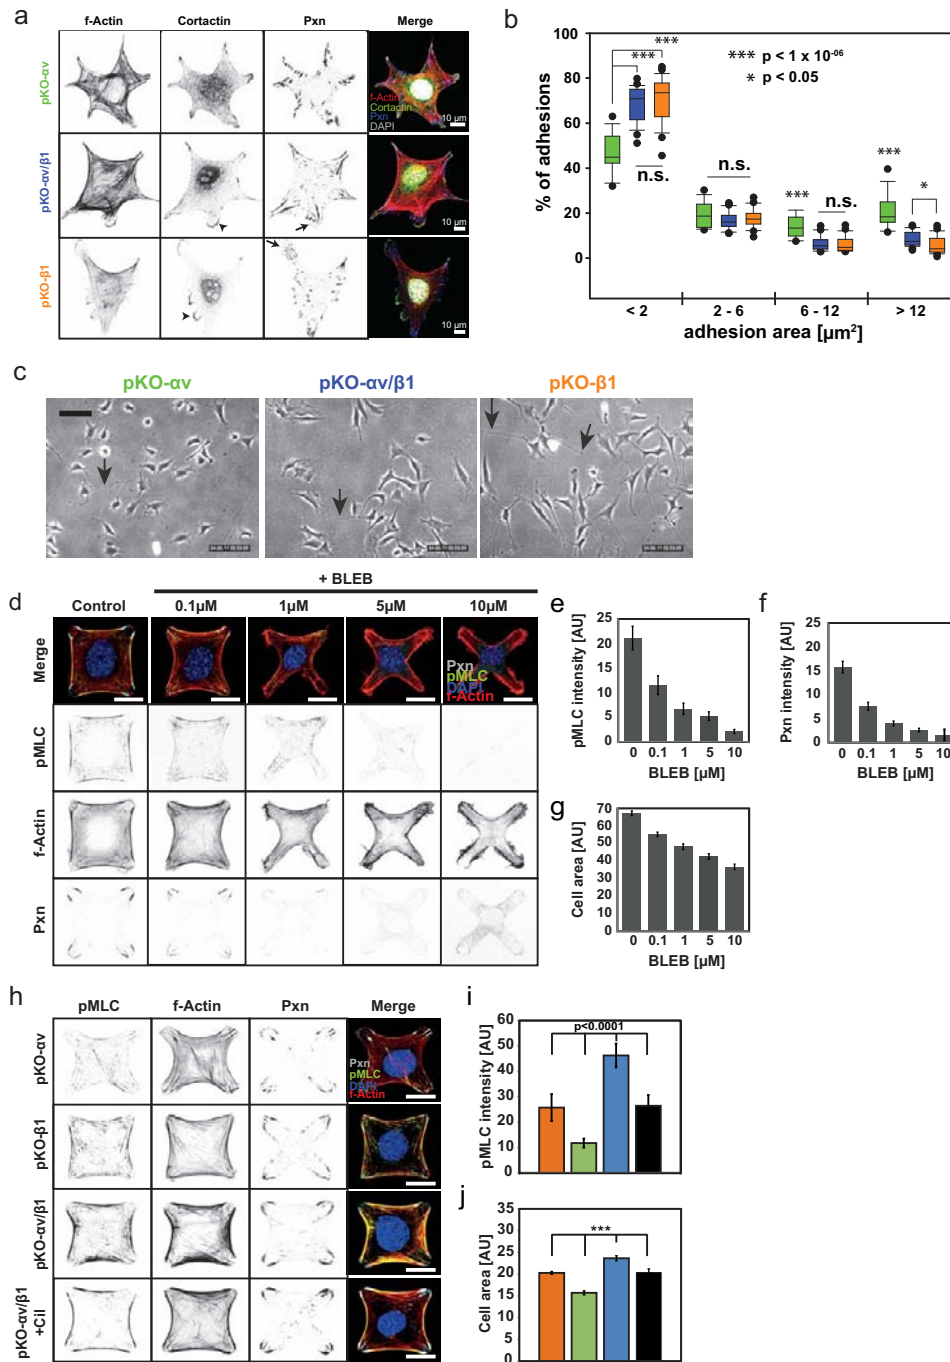 a
f-Actin Cortactin Pxn Merge
pKO-αv
f-Actin
Cortactin
Pxn
DAPI
10 µm
pKO-αv/β1
10 µm
pKO-β1
10 µm
b
% of adhesions
100
80
60
40
20
0
*** p < 1 x 10-06
* p < 0.05
*** ***
n.s.
n.s.
***
n.s.
***
*
< 2 2 - 6 6 - 12 > 12
adhesion area [µm2]
c
pKO-αv pKO-αv/β1 pKO-β1
d
+ BLEB
Control 0.1µM 1µM 5µM 10µM
Merge
Pxn
pMLC
DAPI
f-Actin
pMLC
f-Actin
Pxn
e
pMLC intensity [AU]
25
20
15
10
5
0
0 0.1 1 5 10
BLEB [µM]
f
Pxn intensity [AU]
25
20
15
10
5
0
0 0.1 1 5 10
BLEB [µM]
g
Cell area [AU]
70
60
50
40
30
20
10
0
0 0.1 1 5 10
BLEB [µM]
h
pMLC f-Actin Pxn Merge
pKO-αv
Pxn
pMLC
DAPI
f-Actin
pKO-β1
pKO-αv/β1
pKO-αv/β1
+Cil
i
pMLC intensity [AU]
60
50
40
30
20
10
0
p<0.0001
j
Cell area [AU]
35
30
25
20
15
10
5
0
***